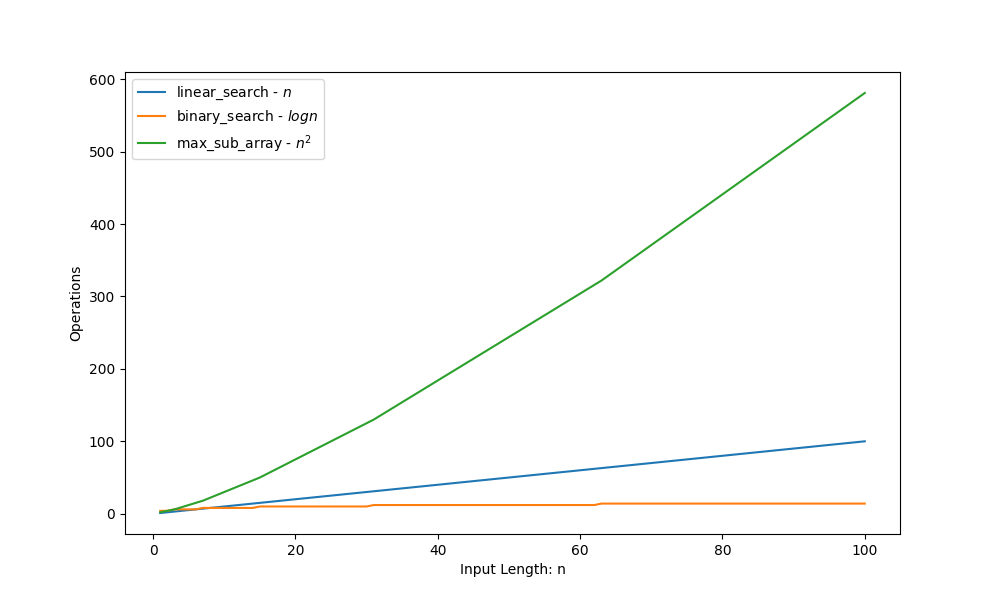 linear_search - n
binary_search - logn
max_sub_array - n²
600
500
400
300
200
100
0
Operations
0 20 40 60 80 100
Input Length: n